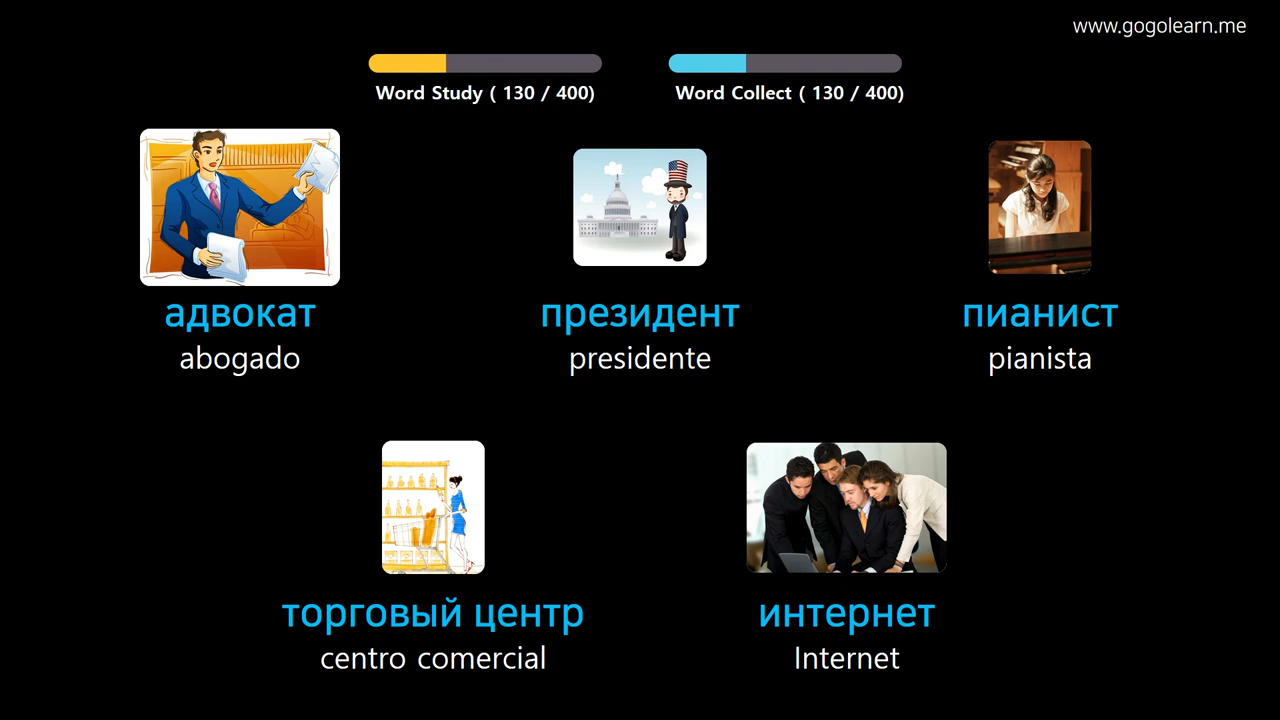 www.gogolearn.me
Word Study ( 130 / 400)
Word Collect ( 130 / 400)
адвокат
abogado
президент
presidente
пианист
pianista
торговый центр
centro comercial
интернет
Internet